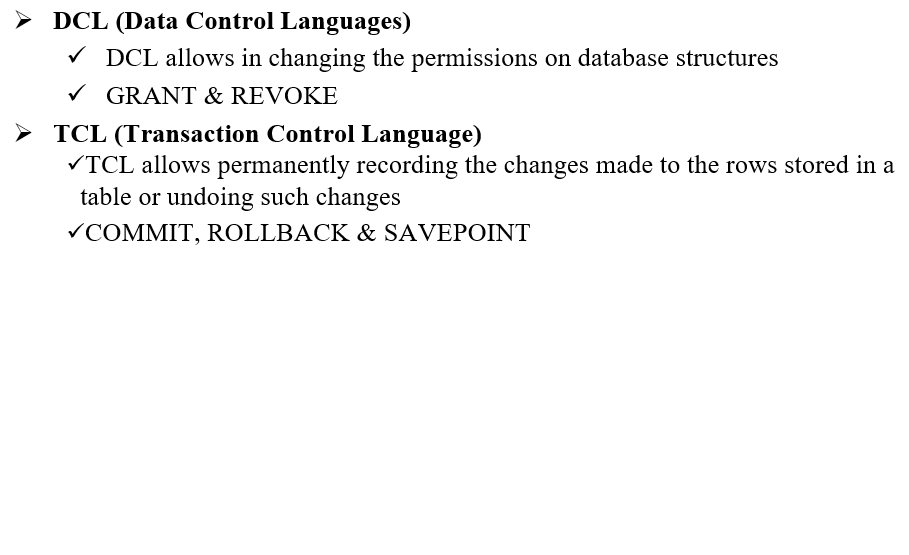 ➢ DCL (Data Control Languages)
✓ DCL allows in changing the permissions on database structures
✓ GRANT & REVOKE
➢ TCL (Transaction Control Language)
✓TCL allows permanently recording the changes made to the rows stored in a
table or undoing such changes
✓COMMIT, ROLLBACK & SAVEPOINT